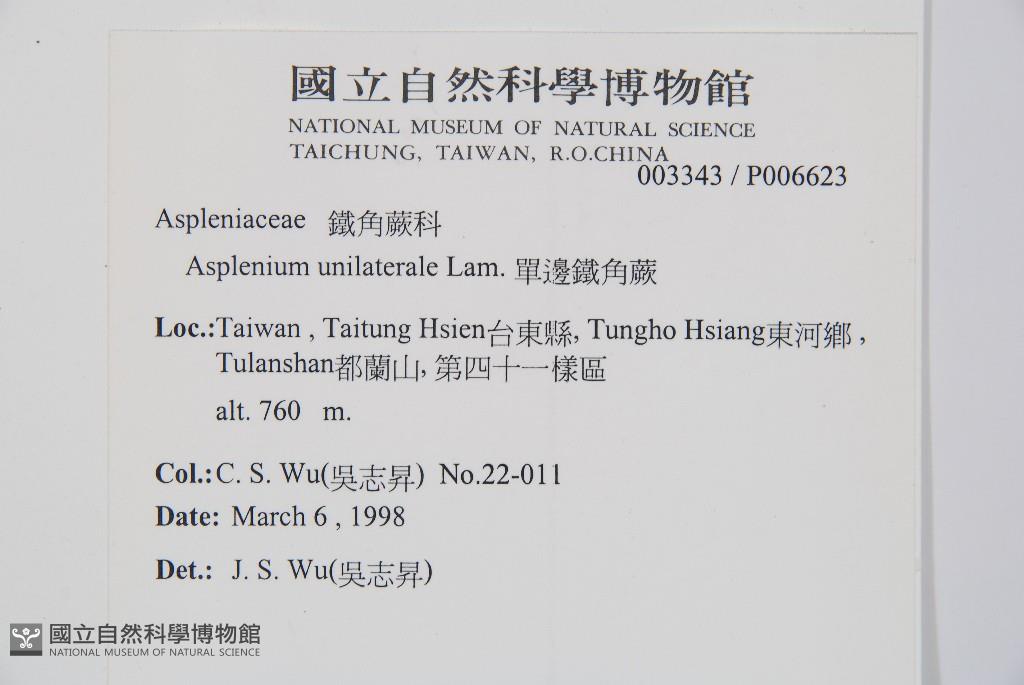 國立自然科學博物館
NATIONAL MUSEUM OF NATURAL SCIENCE
TAICHUNG, TAIWAN, R.O.CHINA
003343 / P006623
Aspleniaceae 鐵角蕨科
Asplenium unilaterale Lam. 單邊鐵角蕨
Loc.:Taiwan , Taitung Hsien台東縣, Tungho Hsiang東河鄉 ,
Tulanshan都蘭山, 第四十一樣區
alt. 760 m.
Col.:C. S. Wu(吳志昇) No.22-011
Date: March 6 , 1998
Det.: J. S. Wu(吳志昇)
國立自然科學博物館
NATIONAL MUSEUM OF NATURAL SCIENCE